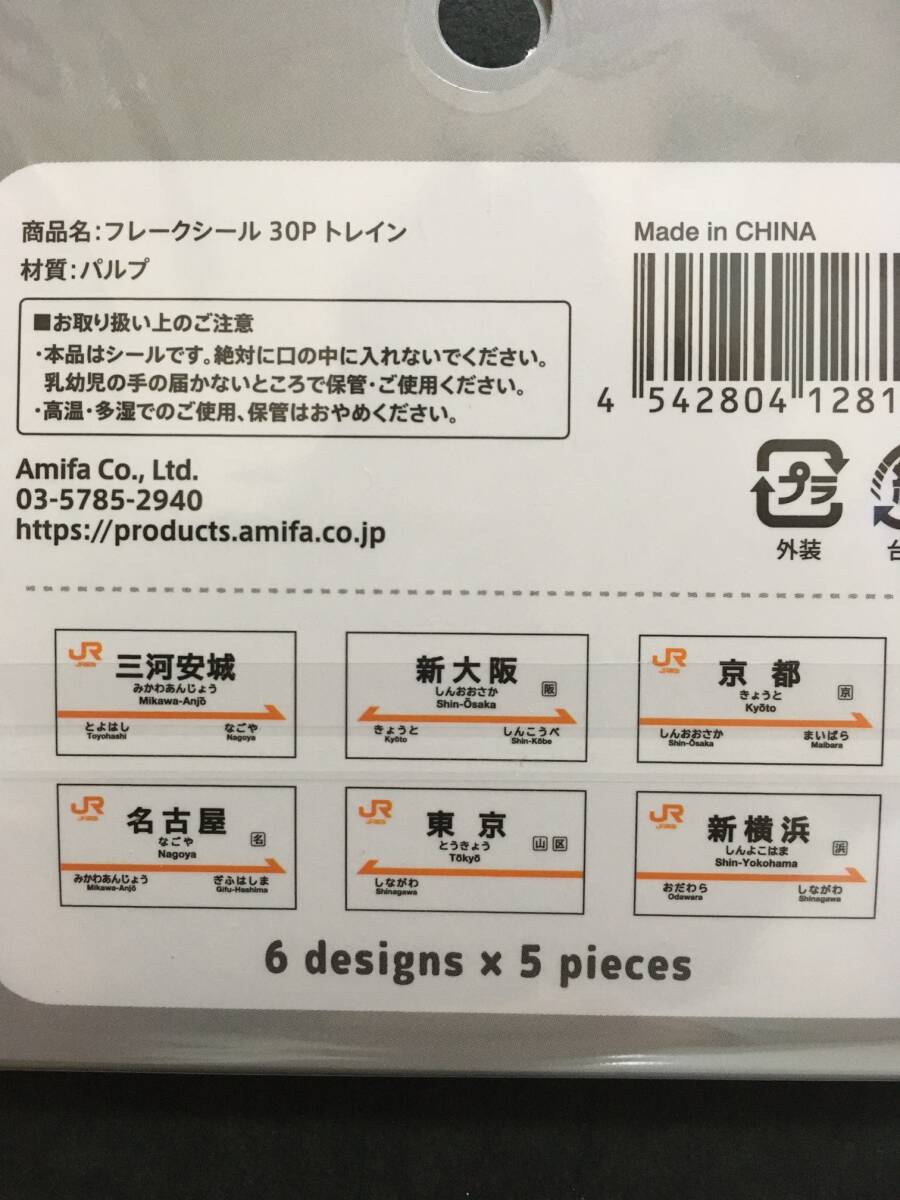 商品名:フレークシール 30P トレイン
材質:パルプ
■お取り扱い上のご注意
・本品はシールです。絶対に口の中に入れないでください。
乳幼児の手の届かないところで保管・ご使用ください。
・高温・多湿でのご使用、保管はおやめください。
Amifa Co., Ltd.
03-5785-2940
https://products.amifa.co.jp
Made in CHINA
4 542804 1281
プラ
外装
JR
三河安城
みかわあんじょう
Mikawa-Anjō
とよはし なごや
Toyohashi Nagoya
新大阪
しんおおさか 阪
Shin-Ōsaka
きょうと しんこうべ
Kyōto Shin-Kōbe
JR
京都
きょうと 京
Kyōto
しんおおさか まいばら
Shin-Ōsaka Maibara
JR
名古屋
なごや 名
Nagoya
みかわあんじょう ぎふはしま
Mikawa-Anjō Gifu-Hashima
JR
東京
とうきょう 山 区
Tōkyō
しながわ
Shinagawa
JR
新横浜
しんよこはま 浜
Shin-Yokohama
おだわら しながわ
Odawara Shinagawa
6 designs × 5 pieces